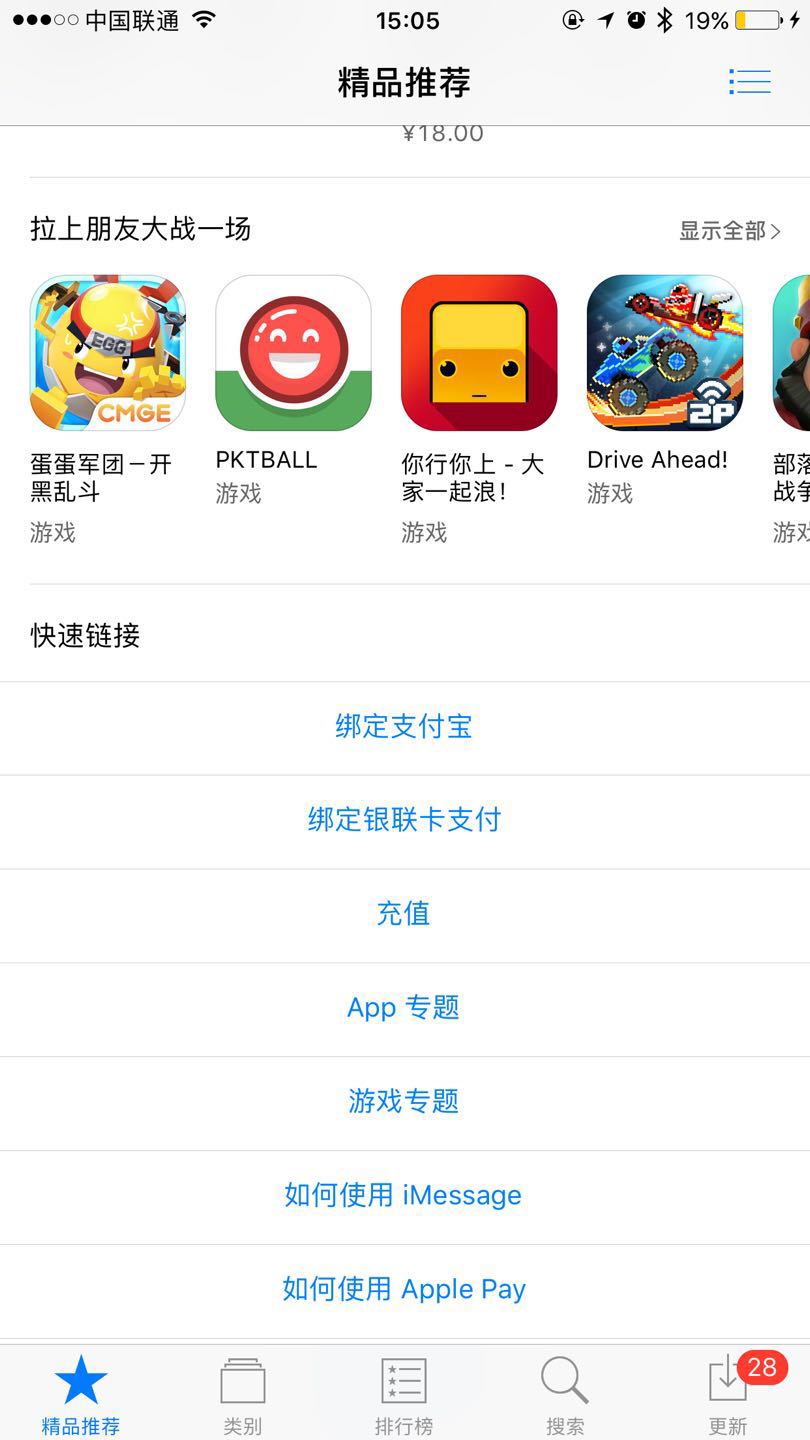 中国联通
15:05
19%
精品推荐
¥18.00
拉上朋友大战一场
显示全部
EGG
CMGE
2P
蛋蛋军团－开
黑乱斗
游戏
PKTBALL
游戏
你行你上 - 大
家一起浪！
游戏
Drive Ahead!
游戏
部落
战争
游戏
快速链接
绑定支付宝
绑定银联卡支付
充值
App 专题
游戏专题
如何使用 iMessage
如何使用 Apple Pay
28
精品推荐
类别
排行榜
搜索
更新